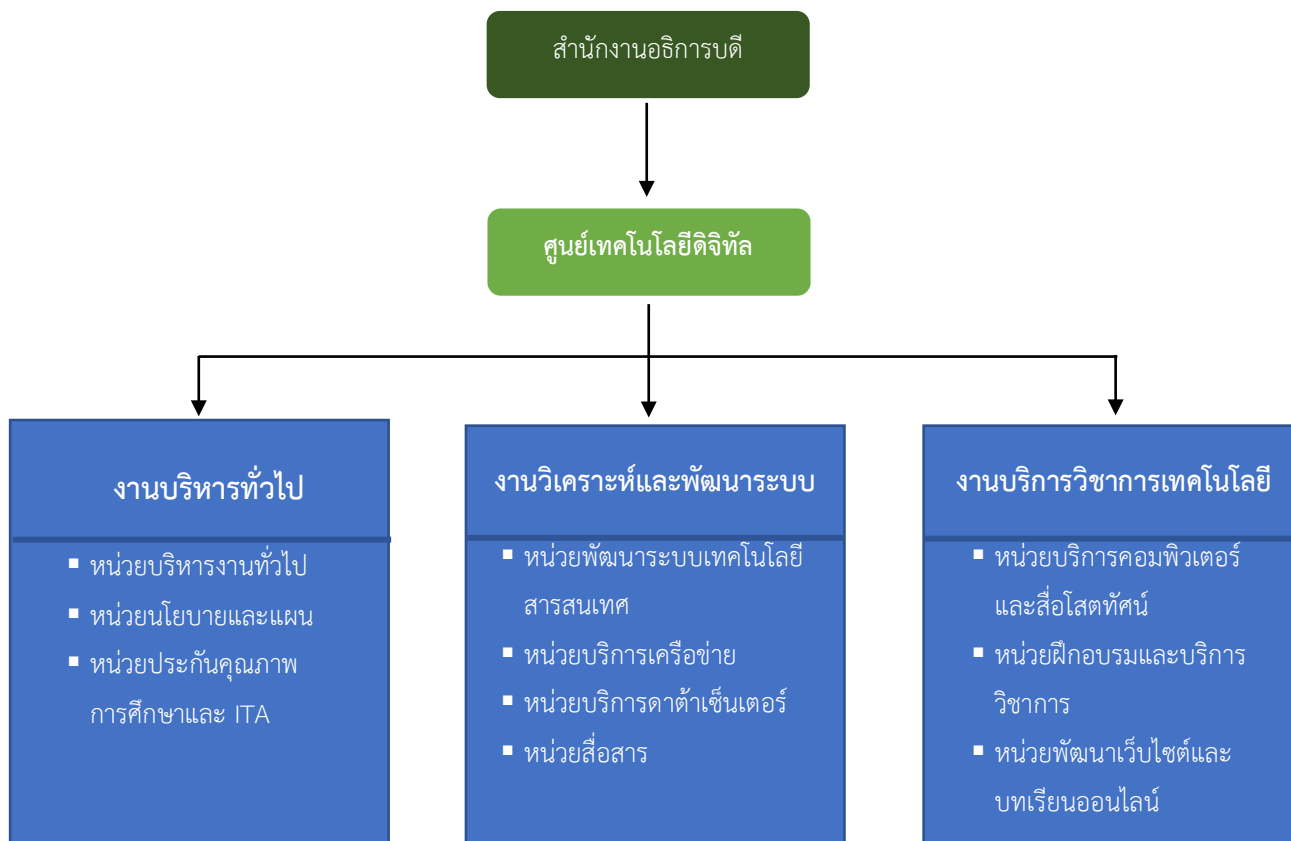 สำนักงานอธิการบดี
ศูนย์เทคโนโลยีดิจิทัล
งานบริหารทั่วไป
▪ หน่วยบริหารงานทั่วไป
▪ หน่วยนโยบายและแผน
▪ หน่วยประกันคุณภาพ
การศึกษาและ ITA
งานวิเคราะห์และพัฒนาระบบ
▪ หน่วยพัฒนาระบบเทคโนโลยี
สารสนเทศ
▪ หน่วยบริการเครือข่าย
▪ หน่วยบริการดาต้าเซ็นเตอร์
▪ หน่วยสื่อสาร
งานบริการวิชาการเทคโนโลยี
▪ หน่วยบริการคอมพิวเตอร์
และสื่อโสตทัศน์
▪ หน่วยฝึกอบรมและบริการ
วิชาการ
▪ หน่วยพัฒนาเว็บไซต์และ
บทเรียนออนไลน์